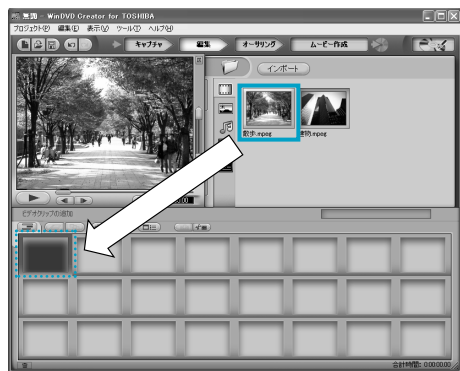 無題 - WinDVD Creator for TOSHIBA
プロジェクト(P) 編集(E) 表示(V) ツール(T) ヘルプ(H)
キャプチャ 編集 オーサリング ムービー作成
インポート
散歩.mpeg 建物.mpeg
ビデオクリップの追加
合計時間: 0:00:00.00